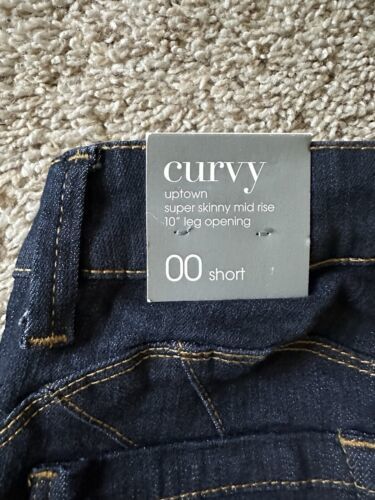 curvy
uptown
super skinny mid rise
10" leg opening
00 short